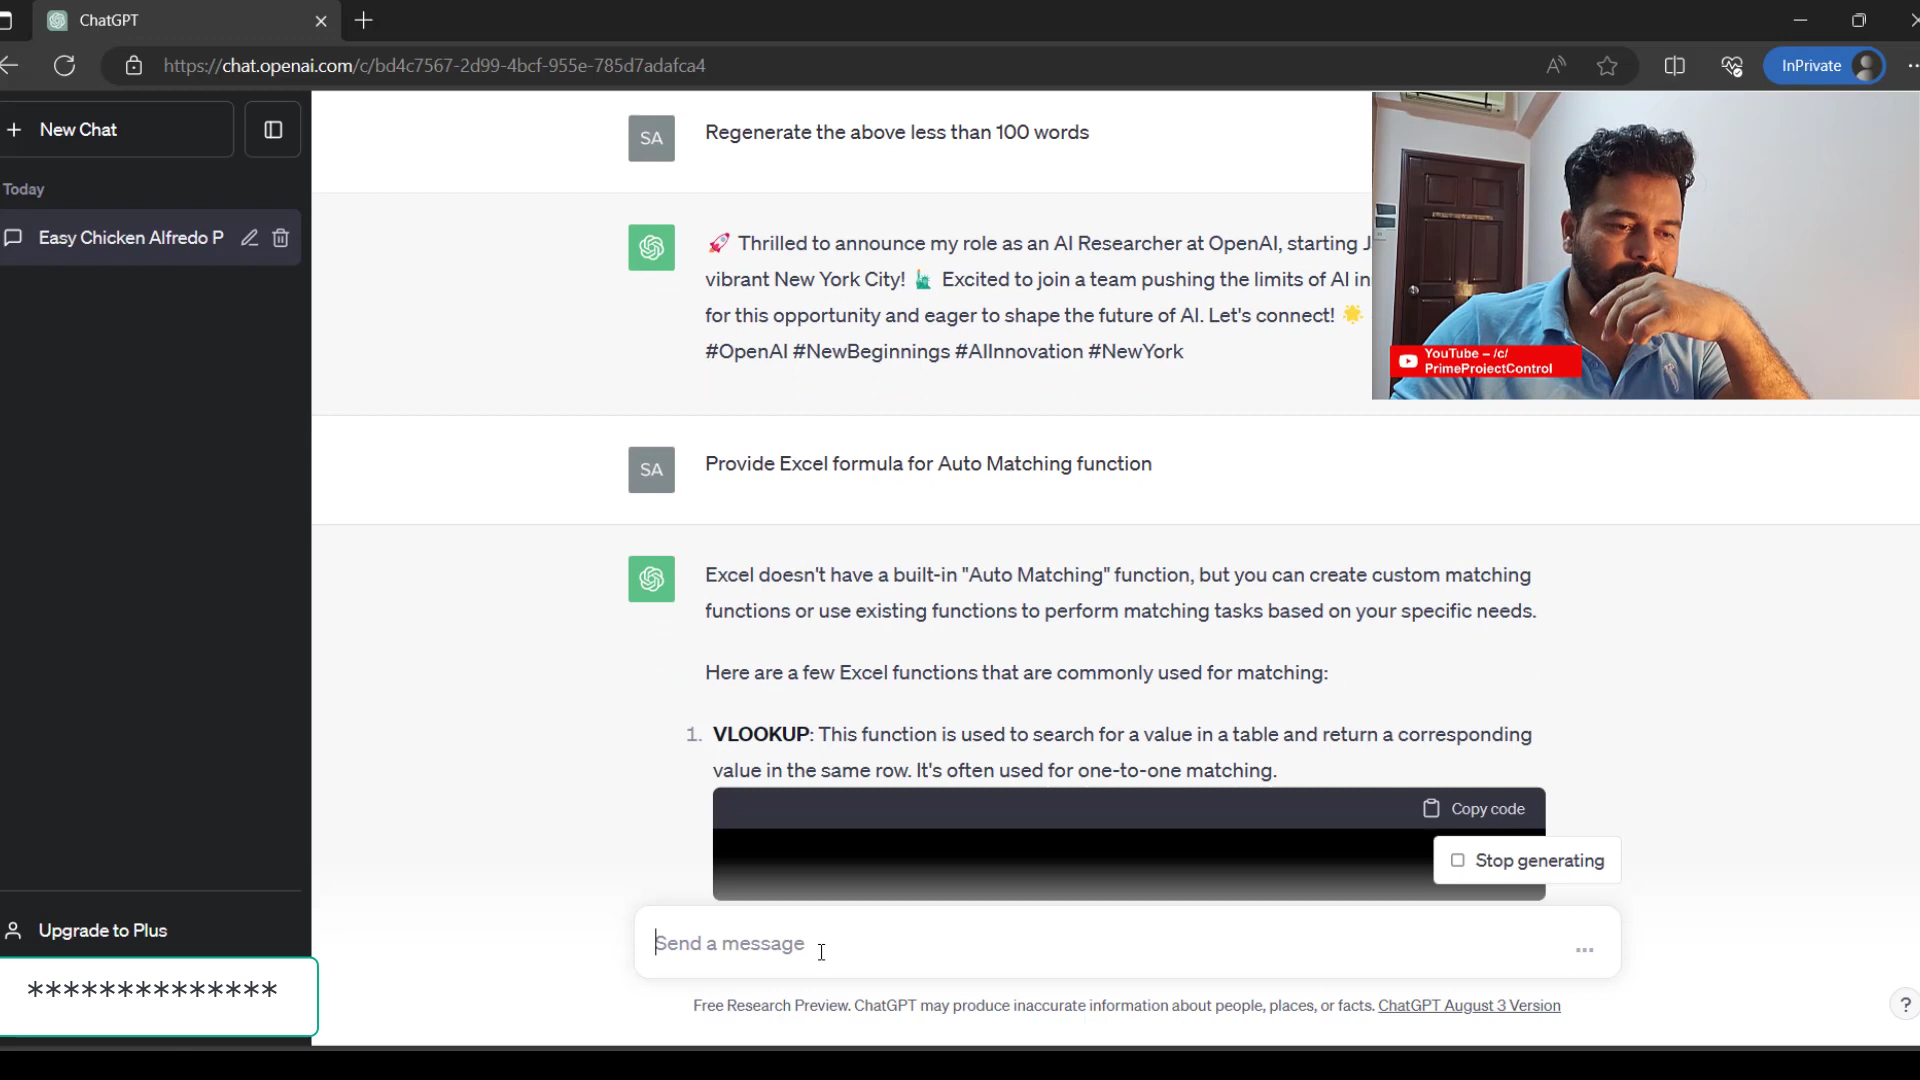 ChatGPT
https://chat.openai.com/c/bd4c7567-2d99-4bcf-955e-785d7adafca4
InPrivate
New Chat
Today
Easy Chicken Alfredo P
SA
Regenerate the above less than 100 words
🚀 Thrilled to announce my role as an AI Researcher at OpenAI, starting J
vibrant New York City! 🗽 Excited to join a team pushing the limits of AI in
for this opportunity and eager to shape the future of AI. Let's connect! 🌟
#OpenAI #NewBeginnings #AIInnovation #NewYork
YouTube – /c/
PrimeProjectControl
SA
Provide Excel formula for Auto Matching function
Excel doesn't have a built-in "Auto Matching" function, but you can create custom matching
functions or use existing functions to perform matching tasks based on your specific needs.
Here are a few Excel functions that are commonly used for matching:
1. VLOOKUP: This function is used to search for a value in a table and return a corresponding
value in the same row. It's often used for one-to-one matching.
Copy code
Stop generating
Send a message
Upgrade to Plus
**************
Free Research Preview. ChatGPT may produce inaccurate information about people, places, or facts. ChatGPT August 3 Version
?